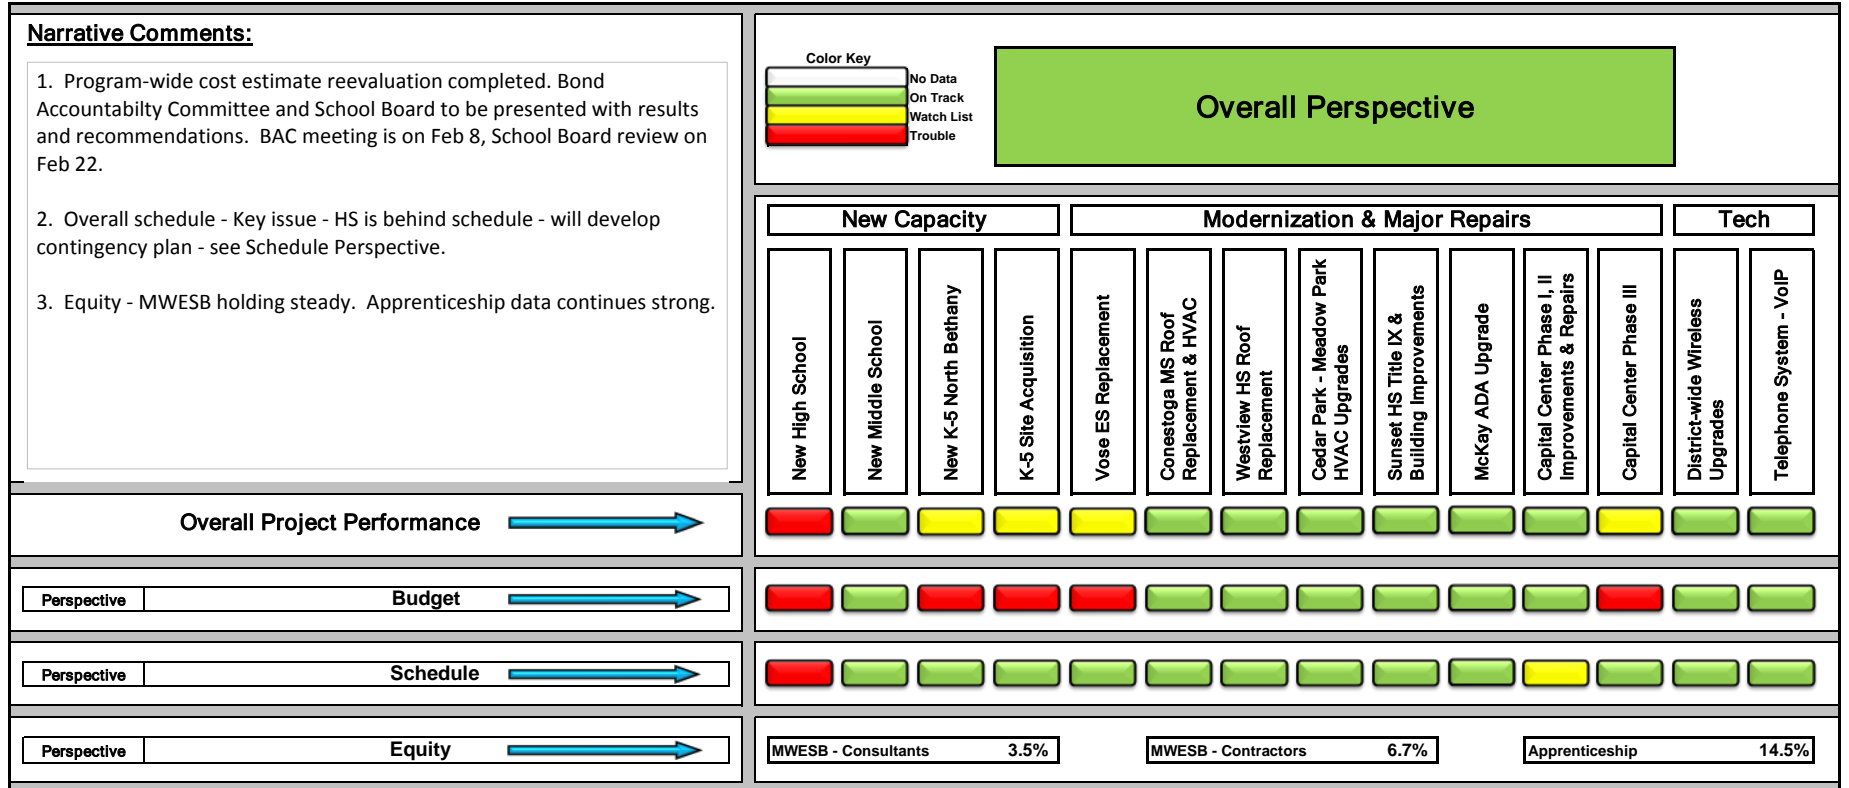 Narrative Comments:
1. Program-wide cost estimate reevaluation completed. Bond
Accountabilty Committee and School Board to be presented with results
and recommendations. BAC meeting is on Feb 8, School Board review on
Feb 22.
2. Overall schedule - Key issue - HS is behind schedule - will develop
contingency plan - see Schedule Perspective.
3. Equity - MWESB holding steady. Apprenticeship data continues strong.
Color Key
No Data
On Track
Watch List
Trouble
Overall Perspective
New Capacity
Modernization & Major Repairs
Tech
New High School
New Middle School
New K-5 North Bethany
K-5 Site Acquisition
Vose ES Replacement
Conestoga MS Roof
Replacement & HVAC
Westview HS Roof
Replacement
Cedar Park - Meadow Park
HVAC Upgrades
Sunset HS Title IX &
Building Improvements
McKay ADA Upgrade
Capital Center Phase I, II
Improvements & Repairs
Capital Center Phase III
District-wide Wireless
Upgrades
Telephone System - VoIP
Overall Project Performance
Perspective Budget
Perspective Schedule
Perspective Equity
MWESB - Consultants 3.5%
MWESB - Contractors 6.7%
Apprenticeship 14.5%